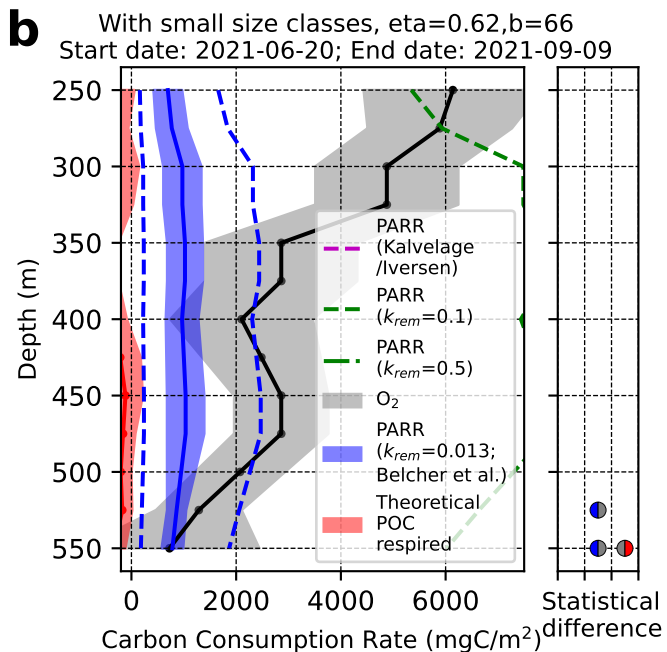 b
With small size classes, eta=0.62,b=66
Start date: 2021-06-20; End date: 2021-09-09
250
300
350
400
450
500
550
Depth (m)
PARR
(Kalvelage
/Iversen)
PARR
(k_rem=0.1)
PARR
(k_rem=0.5)
O₂
PARR
(k_rem=0.013;
Belcher et al.)
Theoretical
POC
respired
0 2000 4000 6000
Carbon Consumption Rate (mgC/m²)
Statistical
difference